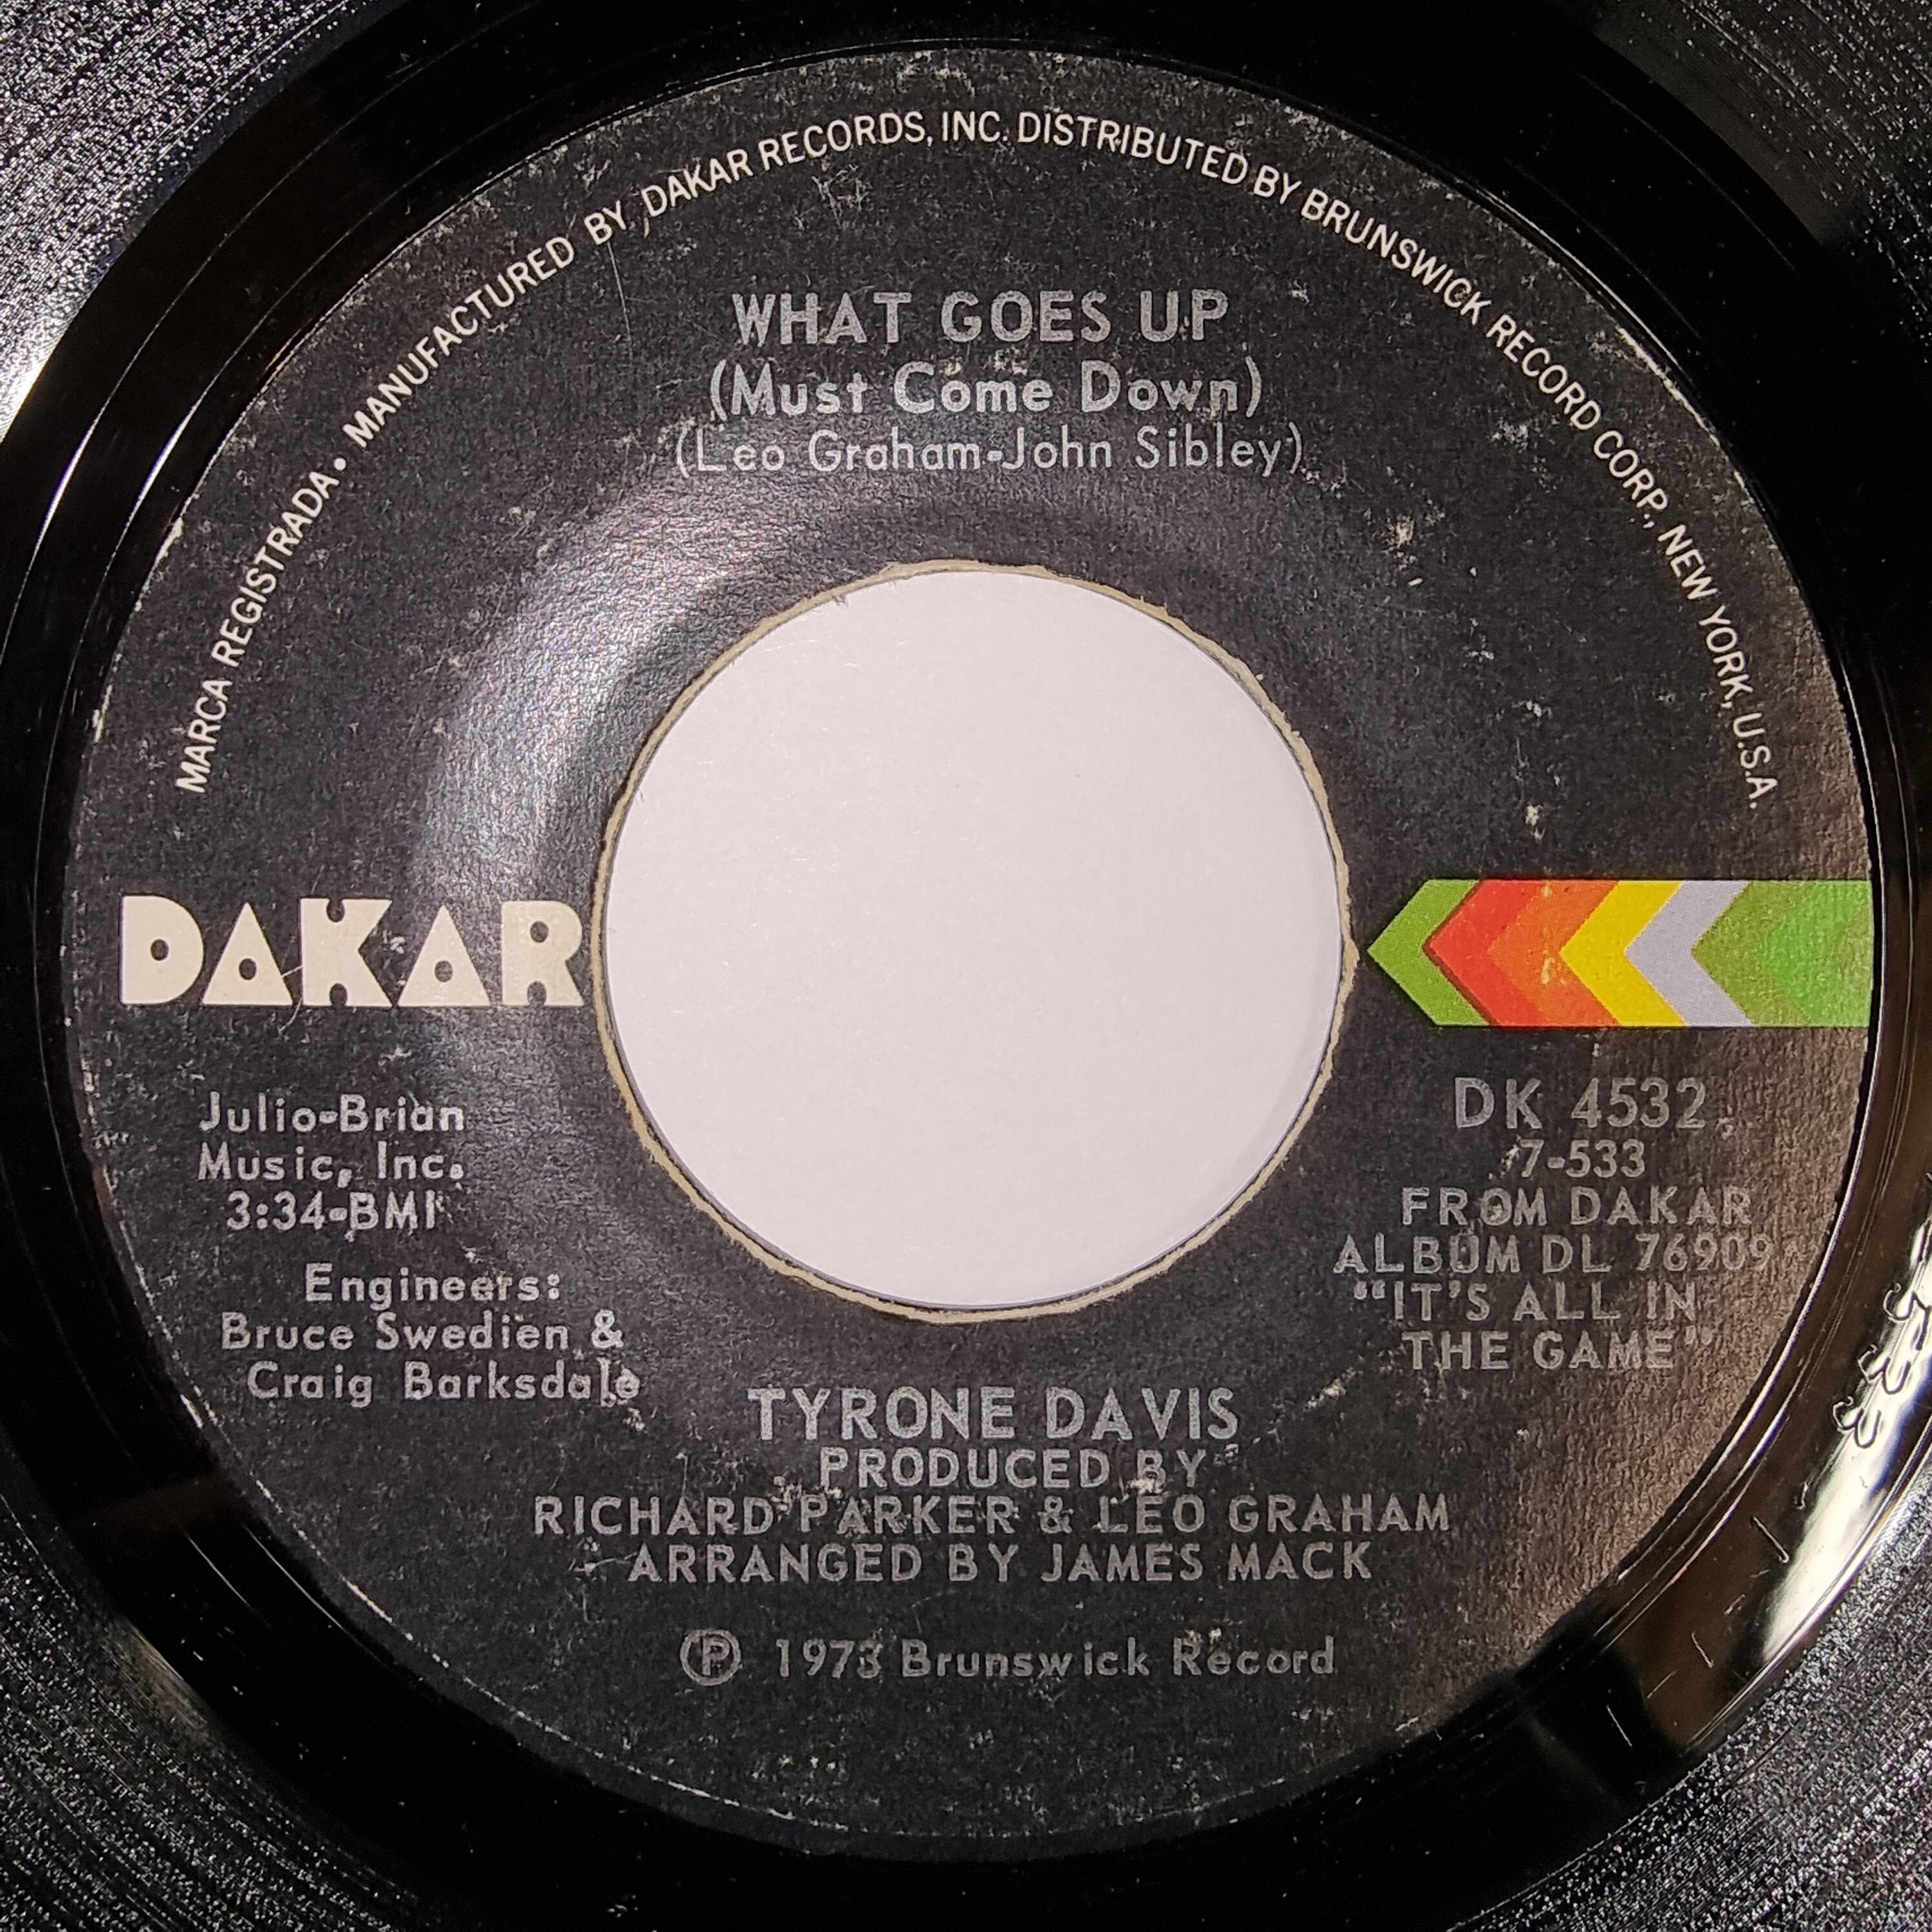 MARCA REGISTRADA • MANUFACTURED BY DAKAR RECORDS, INC. DISTRIBUTED BY BRUNSWICK RECORD CORP., NEW YORK, U.S.A.
WHAT GOES UP
(Must Come Down)
(Leo Graham-John Sibley)
DAKAR
Julio-Brian
Music, Inc.
3:34-BMI
Engineers:
Bruce Swedien &
Craig Barksdale
DK 4532
7-533
FROM DAKAR
ALBUM DL 76909
"IT'S ALL IN
THE GAME"
TYRONE DAVIS
PRODUCED BY
RICHARD PARKER & LEO GRAHAM
ARRANGED BY JAMES MACK
Ⓟ 1973 Brunswick Record